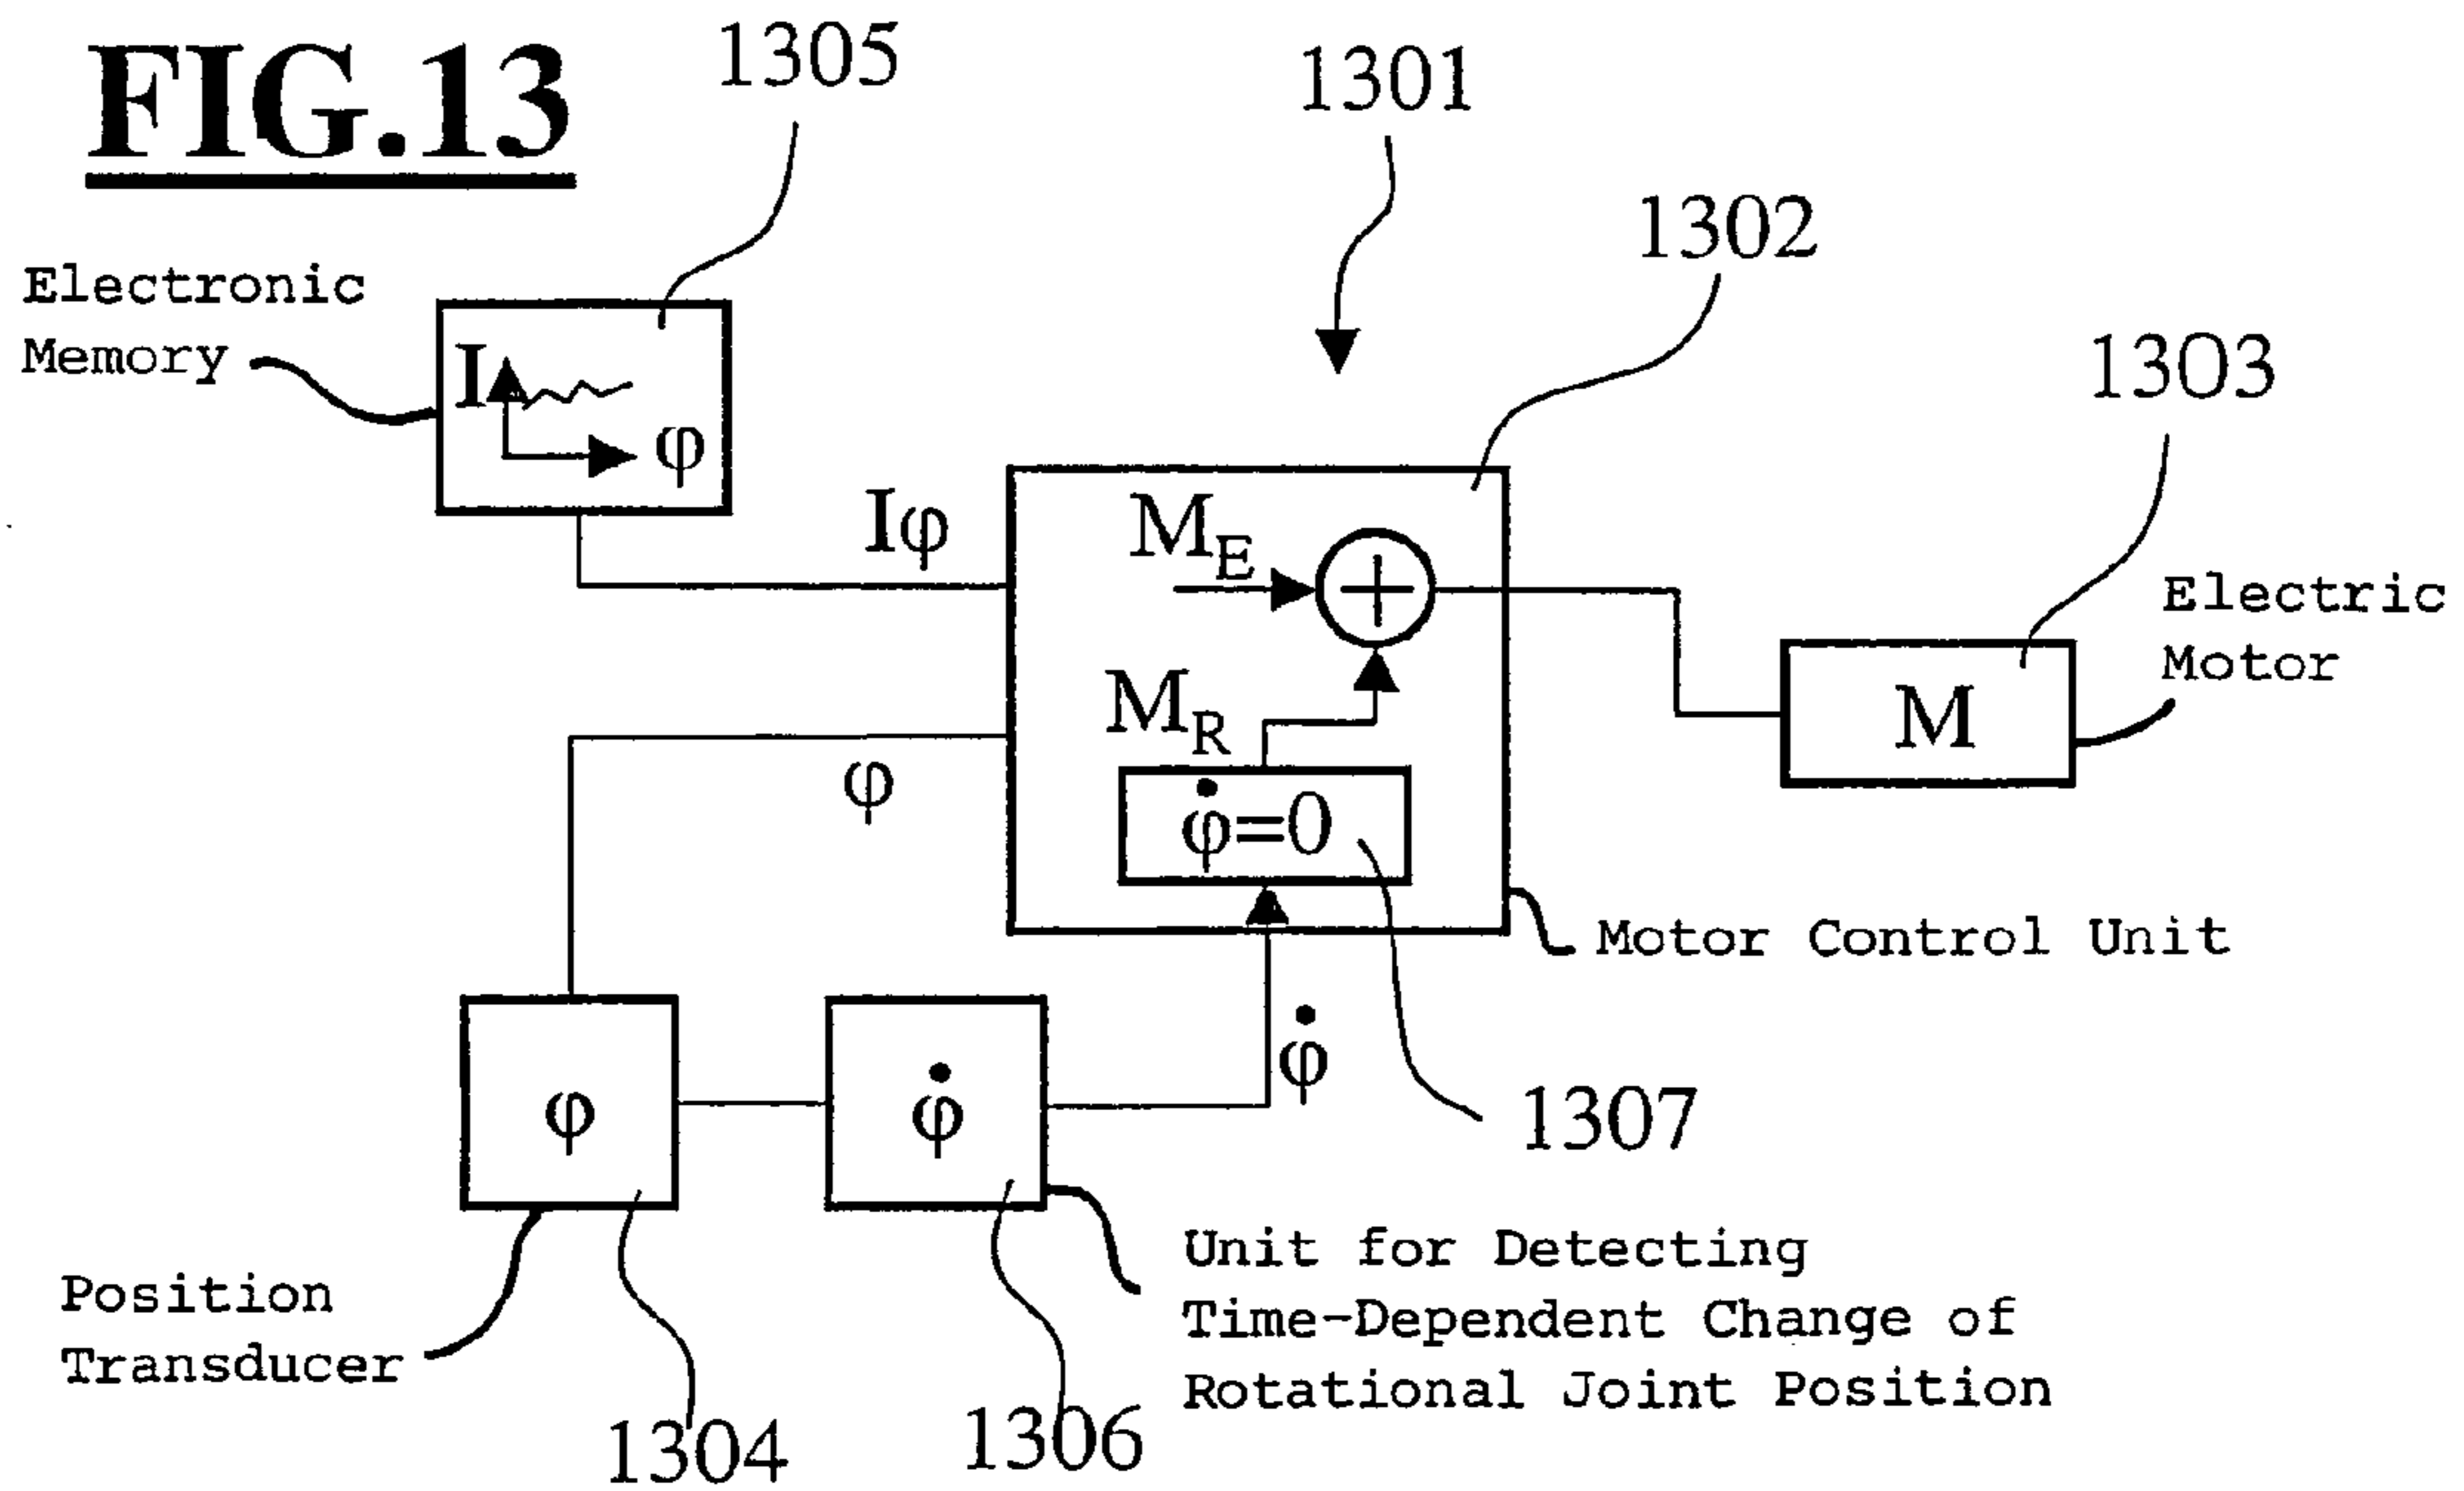 FIG.13
1305
1301
1302
1303
Electronic
Memory
I
φ
Iφ
M_E
M_R
φ̇=0
φ
Electric
Motor
M
Motor Control Unit
φ
φ̇
φ̇
1307
Position
Transducer
Unit for Detecting
Time-Dependent Change of
Rotational Joint Position
1304
1306